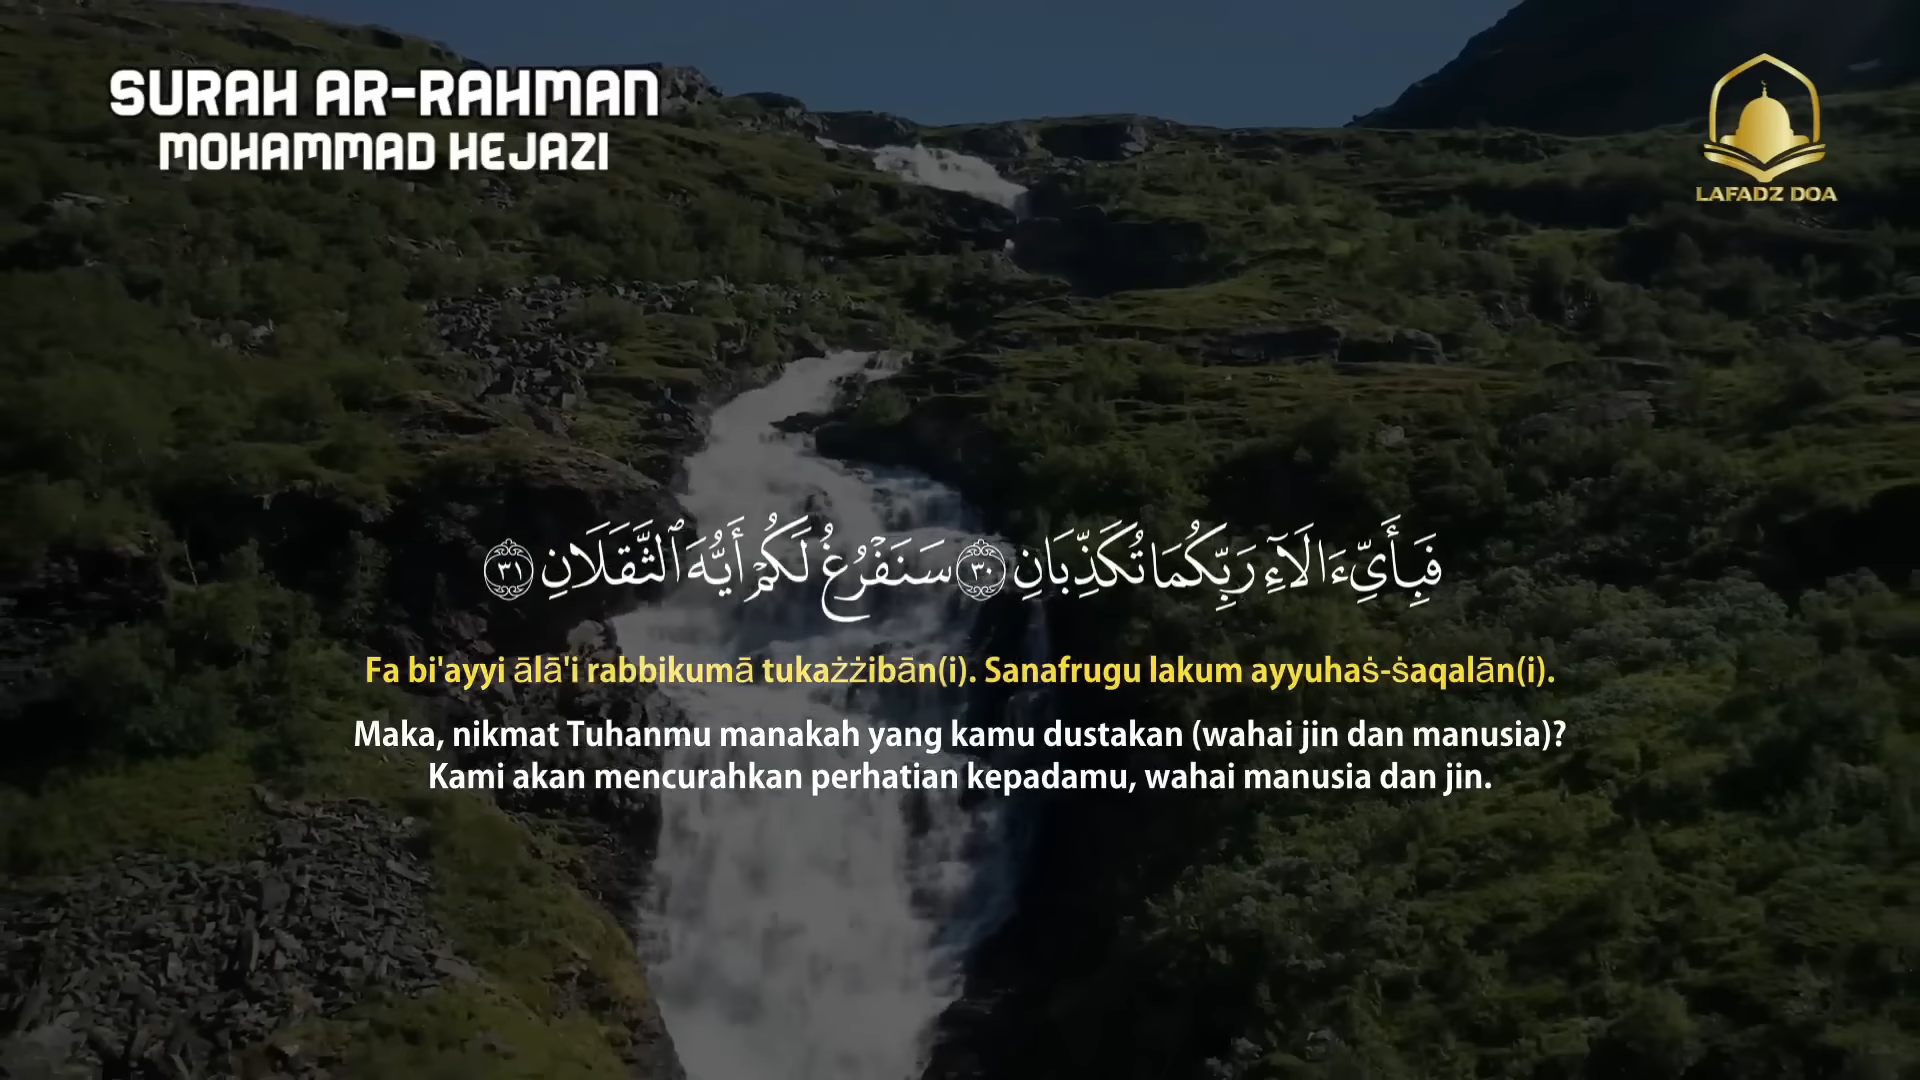 SURAH AR-RAHMAN
MOHAMMAD HEJAZI
LAFADZ DOA
فَبِأَيِّ ءَالَآءِ رَبِّكُمَا تُكَذِّبَانِ ٣٠ سَنَفْرُغُ لَكُمْ أَيُّهَ ٱلثَّقَلَانِ ٣١
Fa bi'ayyi ālā'i rabbikumā tukażżibān(i). Sanafrugu lakum ayyuhaṡ-ṡaqalān(i).
Maka, nikmat Tuhanmu manakah yang kamu dustakan (wahai jin dan manusia)?
Kami akan mencurahkan perhatian kepadamu, wahai manusia dan jin.